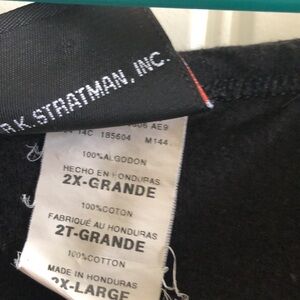 R.K. STRATMAN, INC.
14C 185604 M144
100% ALGODON
HECHO EN HONDURAS
2X-GRANDE
100%COTON
FABRIQUÉ AU HONDURAS
2T-GRANDE
100%COTTON
MADE IN HONDURAS
2X-LARGE